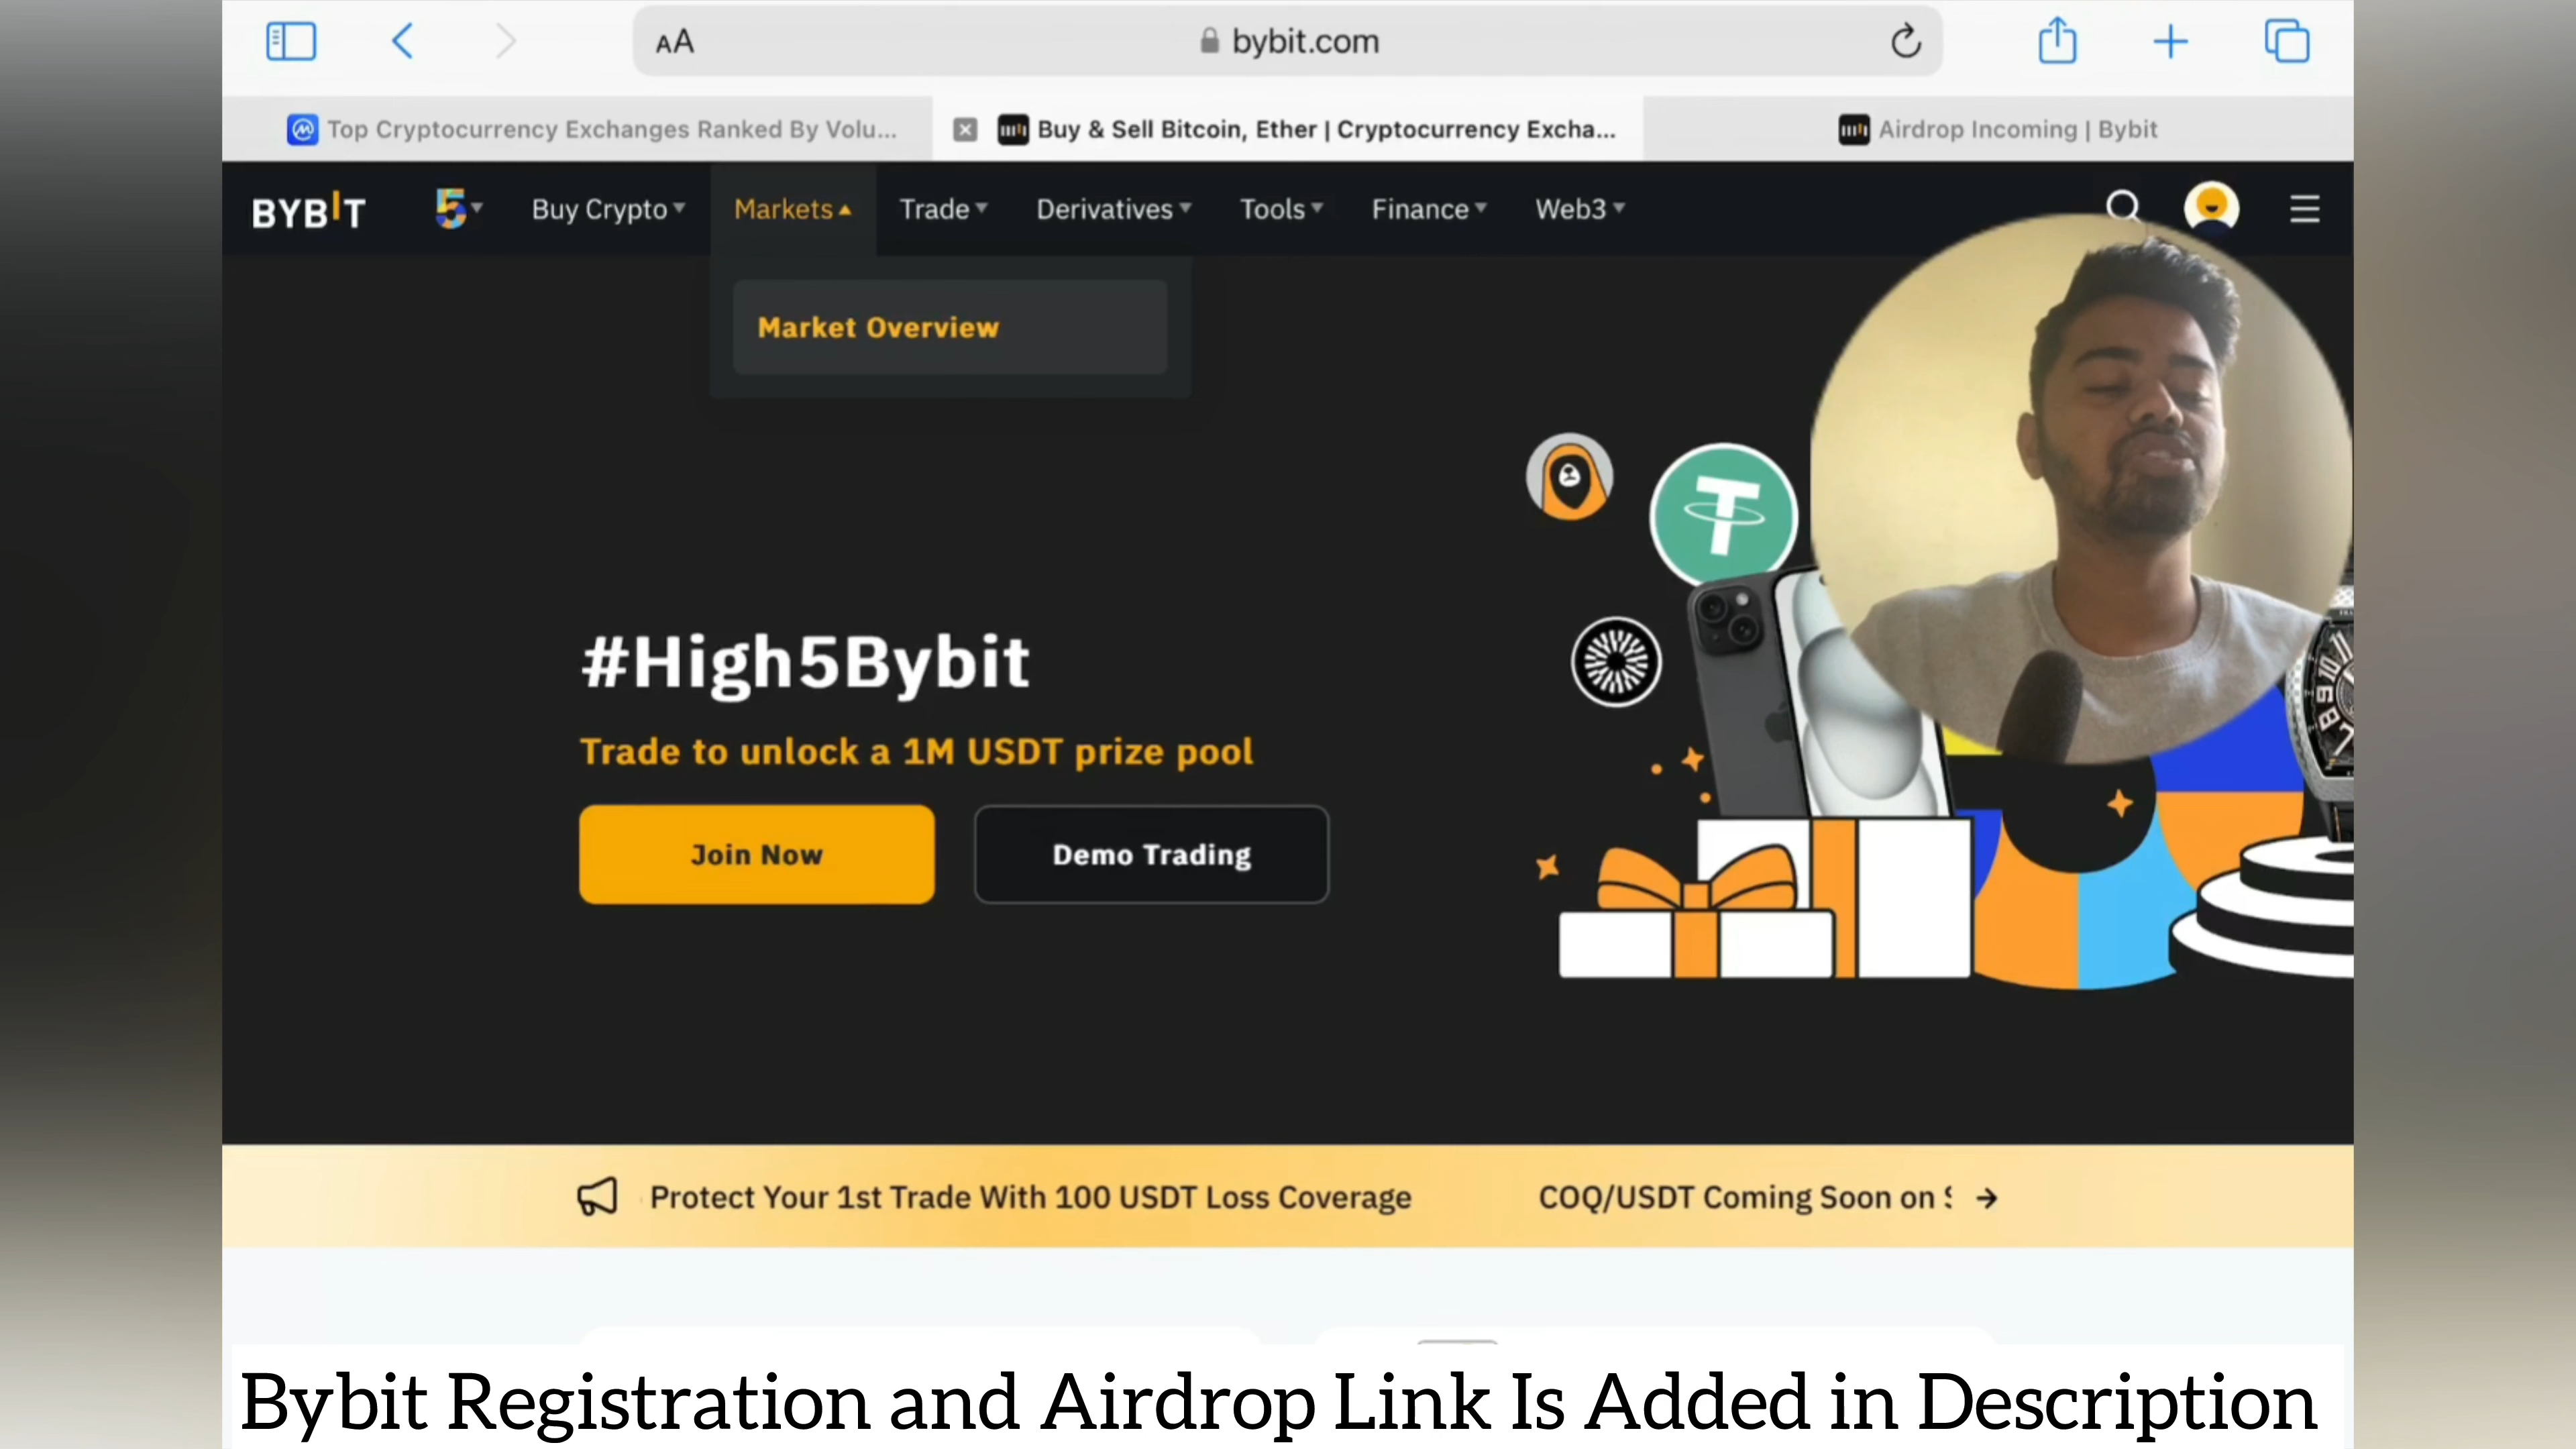 AA
bybit.com
Top Cryptocurrency Exchanges Ranked By Volu...
Buy & Sell Bitcoin, Ether | Cryptocurrency Excha...
Airdrop Incoming | Bybit
BYBIT
5
Buy Crypto
Markets
Trade
Derivatives
Tools
Finance
Web3
Market Overview
#High5Bybit
Trade to unlock a 1M USDT prize pool
Join Now
Demo Trading
Protect Your 1st Trade With 100 USDT Loss Coverage
COQ/USDT Coming Soon on
Bybit Registration and Airdrop Link Is Added in Description